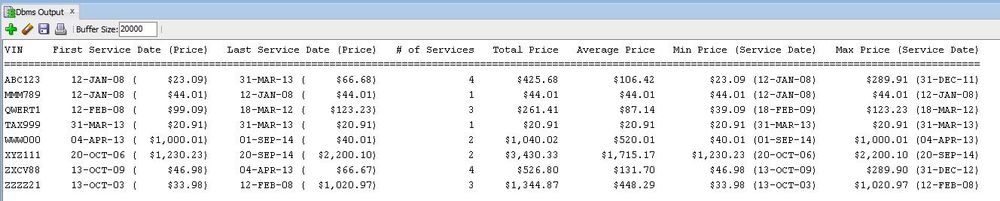 Dbms Output x
Buffer Size: 20000
VIN First Service Date (Price) Last Service Date (Price) # of Services Total Price Average Price Min Price (Service Date) Max Price (Service Date)
================================================================================
ABC123 12-JAN-08 ( $23.09) 31-MAR-13 ( $66.68) 4 $425.68 $106.42 $23.09 (12-JAN-08) $289.91 (31-DEC-11)
MMM789 12-JAN-08 ( $44.01) 12-JAN-08 ( $44.01) 1 $44.01 $44.01 $44.01 (12-JAN-08) $44.01 (12-JAN-08)
QWERT1 12-FEB-08 ( $99.09) 18-MAR-12 ( $123.23) 3 $261.41 $87.14 $39.09 (18-FEB-09) $123.23 (18-MAR-12)
TAX999 31-MAR-13 ( $20.91) 31-MAR-13 ( $20.91) 1 $20.91 $20.91 $20.91 (31-MAR-13) $20.91 (31-MAR-13)
WWW000 04-APR-13 ( $1,000.01) 01-SEP-14 ( $40.01) 2 $1,040.02 $520.01 $40.01 (01-SEP-14) $1,000.01 (04-APR-13)
XYZ111 20-OCT-06 ( $1,230.23) 20-SEP-14 ( $2,200.10) 2 $3,430.33 $1,715.17 $1,230.23 (20-OCT-06) $2,200.10 (20-SEP-14)
ZXCV88 13-OCT-09 ( $46.98) 04-APR-13 ( $66.67) 4 $526.80 $131.70 $46.98 (13-OCT-09) $289.90 (31-DEC-12)
ZZZZ21 13-OCT-03 ( $33.98) 12-FEB-08 ( $1,020.97) 3 $1,344.87 $448.29 $33.98 (13-OCT-03) $1,020.97 (12-FEB-08)